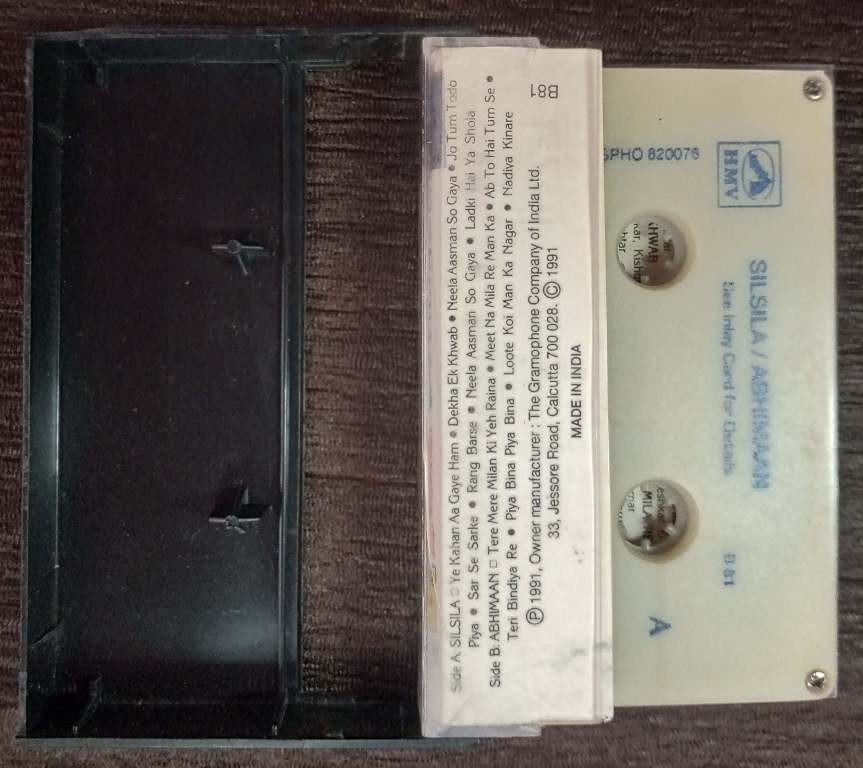 Side A: SILSILA □ Ye Kahan Aa Gaye Ham ● Dekha Ek Khwab ● Neela Aasman So Gaya ● Jo Tum Todo
Piya ● Sar Se Sarke ● Rang Barse ● Neela Aasman So Gaya ● Ladki Hai Ya Shola
Side B: ABHIMAAN □ Tere Mere Milan Ki Yeh Raina ● Meet Na Mila Re Man Ka ● Ab To Hai Tum Se ●
Teri Bindiya Re ● Piya Bina Piya Bina ● Loote Koi Man Ka Nagar ● Nadiya Kinare
Ⓟ 1991, Owner manufacturer : The Gramophone Company of India Ltd.
33, Jessore Road, Calcutta 700 028. Ⓒ 1991
MADE IN INDIA
B81
SPHO 820076
HMV
SILSILA / ABHIMAAN
See Inlay Card for Details
B 81
A
KHWAB
kar, Kisho